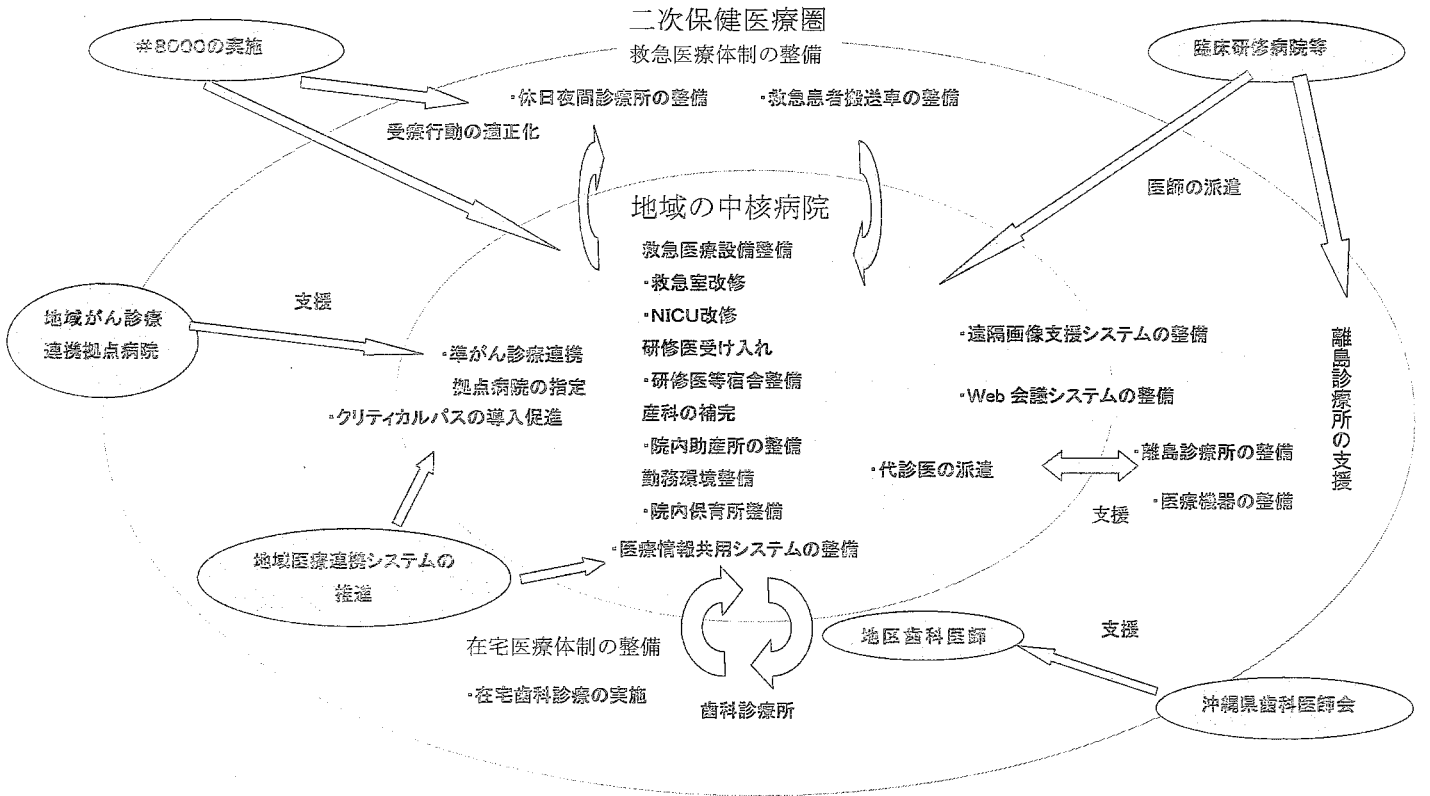 二次保健医療圏
救急医療体制の整備
#8000の実施
臨床研修病院等
・休日夜間診療所の整備
・救急患者搬送車の整備
受療行動の適正化
医師の派遣
地域の中核病院
救急医療設備整備
・救急室改修
・NICU改修
研修医受け入れ
・研修医等宿舎整備
産科の補完
・院内助産所の整備
勤務環境整備
・院内保育所整備
・医療情報共用システムの整備
地域がん診療
連携拠点病院
支援
・準がん診療連携
拠点病院の指定
・クリティカルパスの導入促進
・遠隔画像支援システムの整備
・Web 会議システムの整備
・代診医の派遣
・離島診療所の整備
・医療機器の整備
支援
離島診療所の支援
地域医療連携システムの
推進
在宅医療体制の整備
・在宅歯科診療の実施
歯科診療所
地区歯科医師
支援
沖縄県歯科医師会